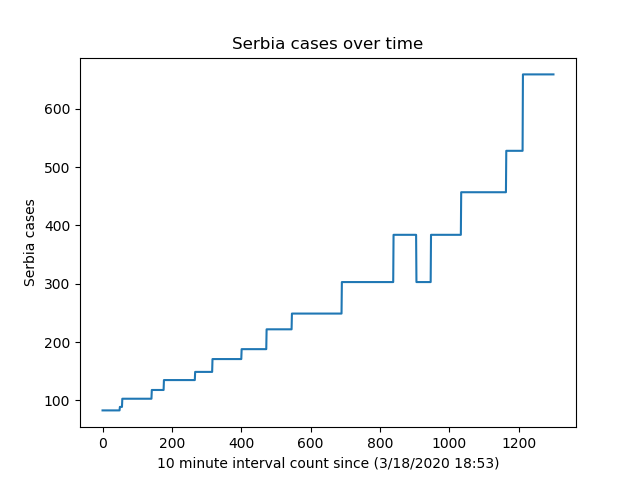 Serbia cases over time
600
500
400
300
200
100
Serbia cases
0 200 400 600 800 1000 1200
10 minute interval count since (3/18/2020 18:53)